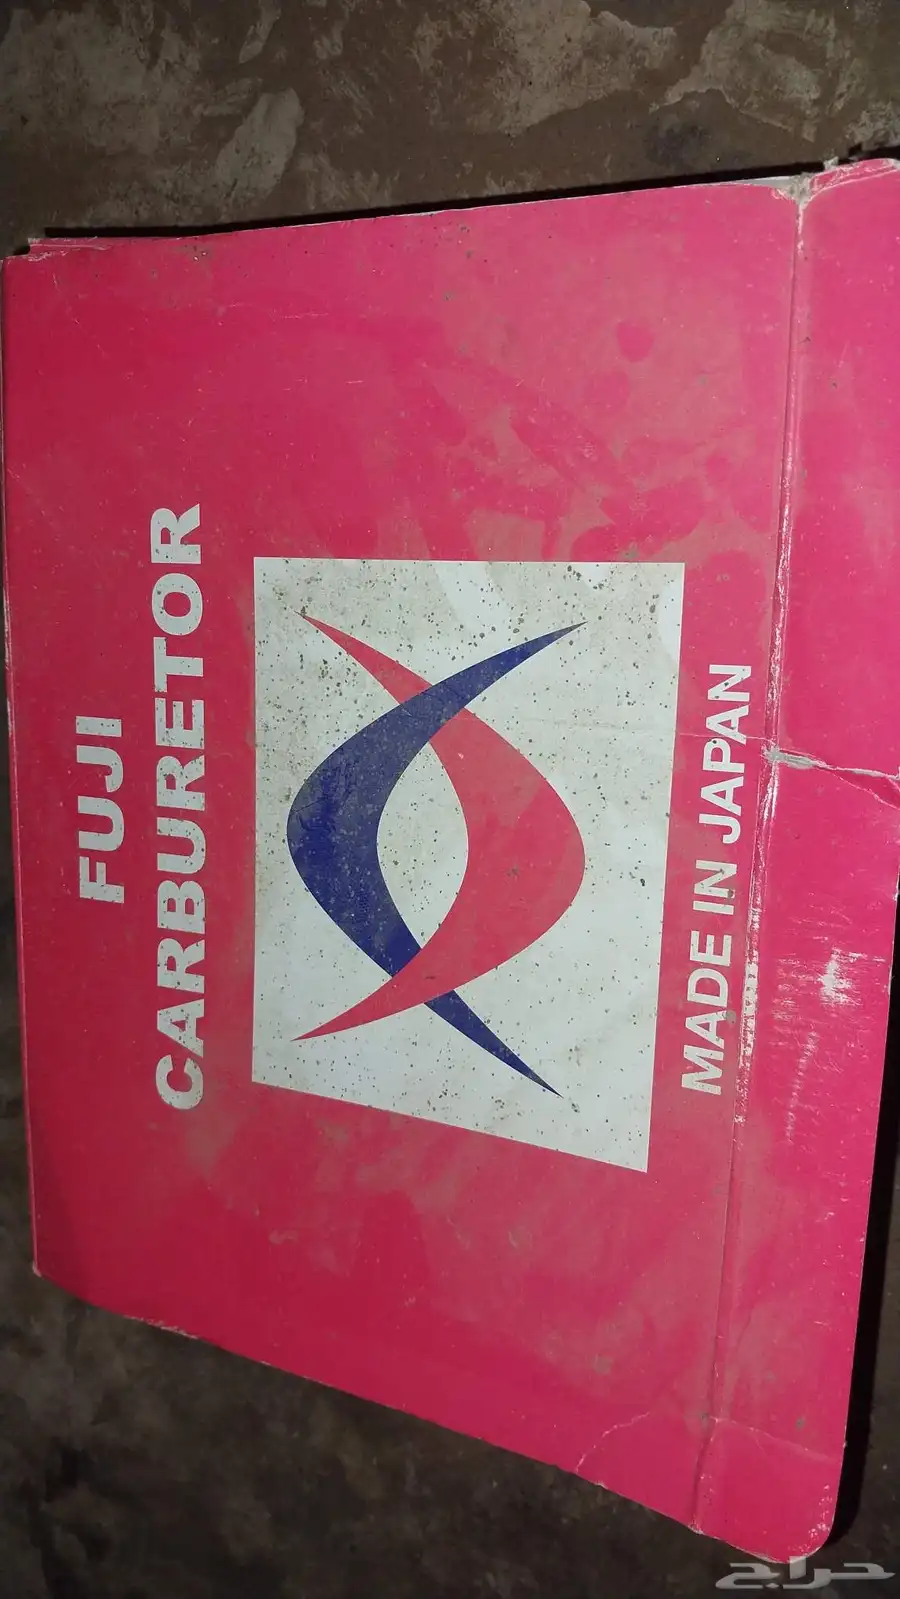 FUJI
CARBURETOR
MADE IN JAPAN
حراج